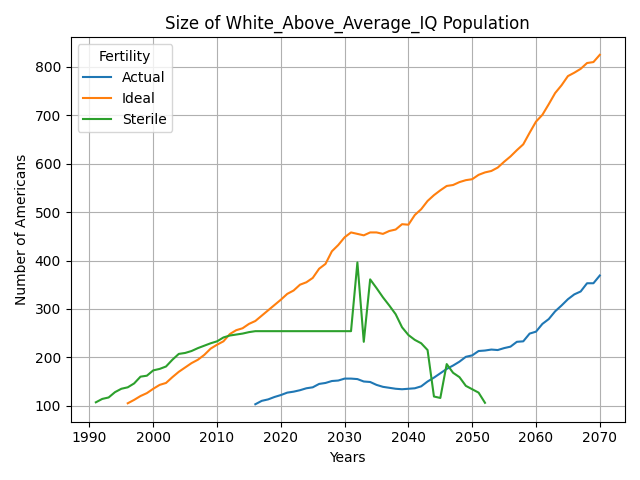 Size of White_Above_Average_IQ Population
Fertility
Actual
Ideal
Sterile
Number of Americans
800
700
600
500
400
300
200
100
1990 2000 2010 2020 2030 2040 2050 2060 2070
Years